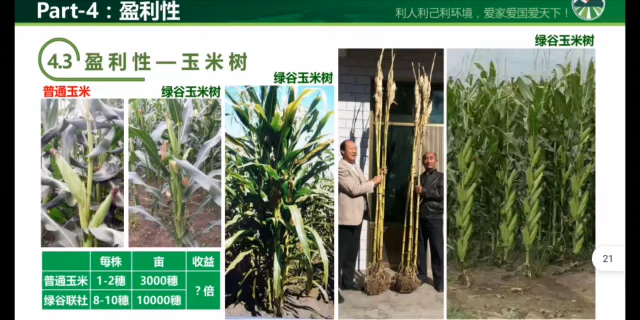 Part-4：盈利性
利人利己利环境，爱家爱国爱天下！
4.3 盈利性—玉米树
普通玉米
绿谷玉米树
绿谷玉米树
绿谷玉米树
每株 亩 收益
普通玉米 1-2穗 3000穗 ？倍
绿谷联社 8-10穗 10000穗
21